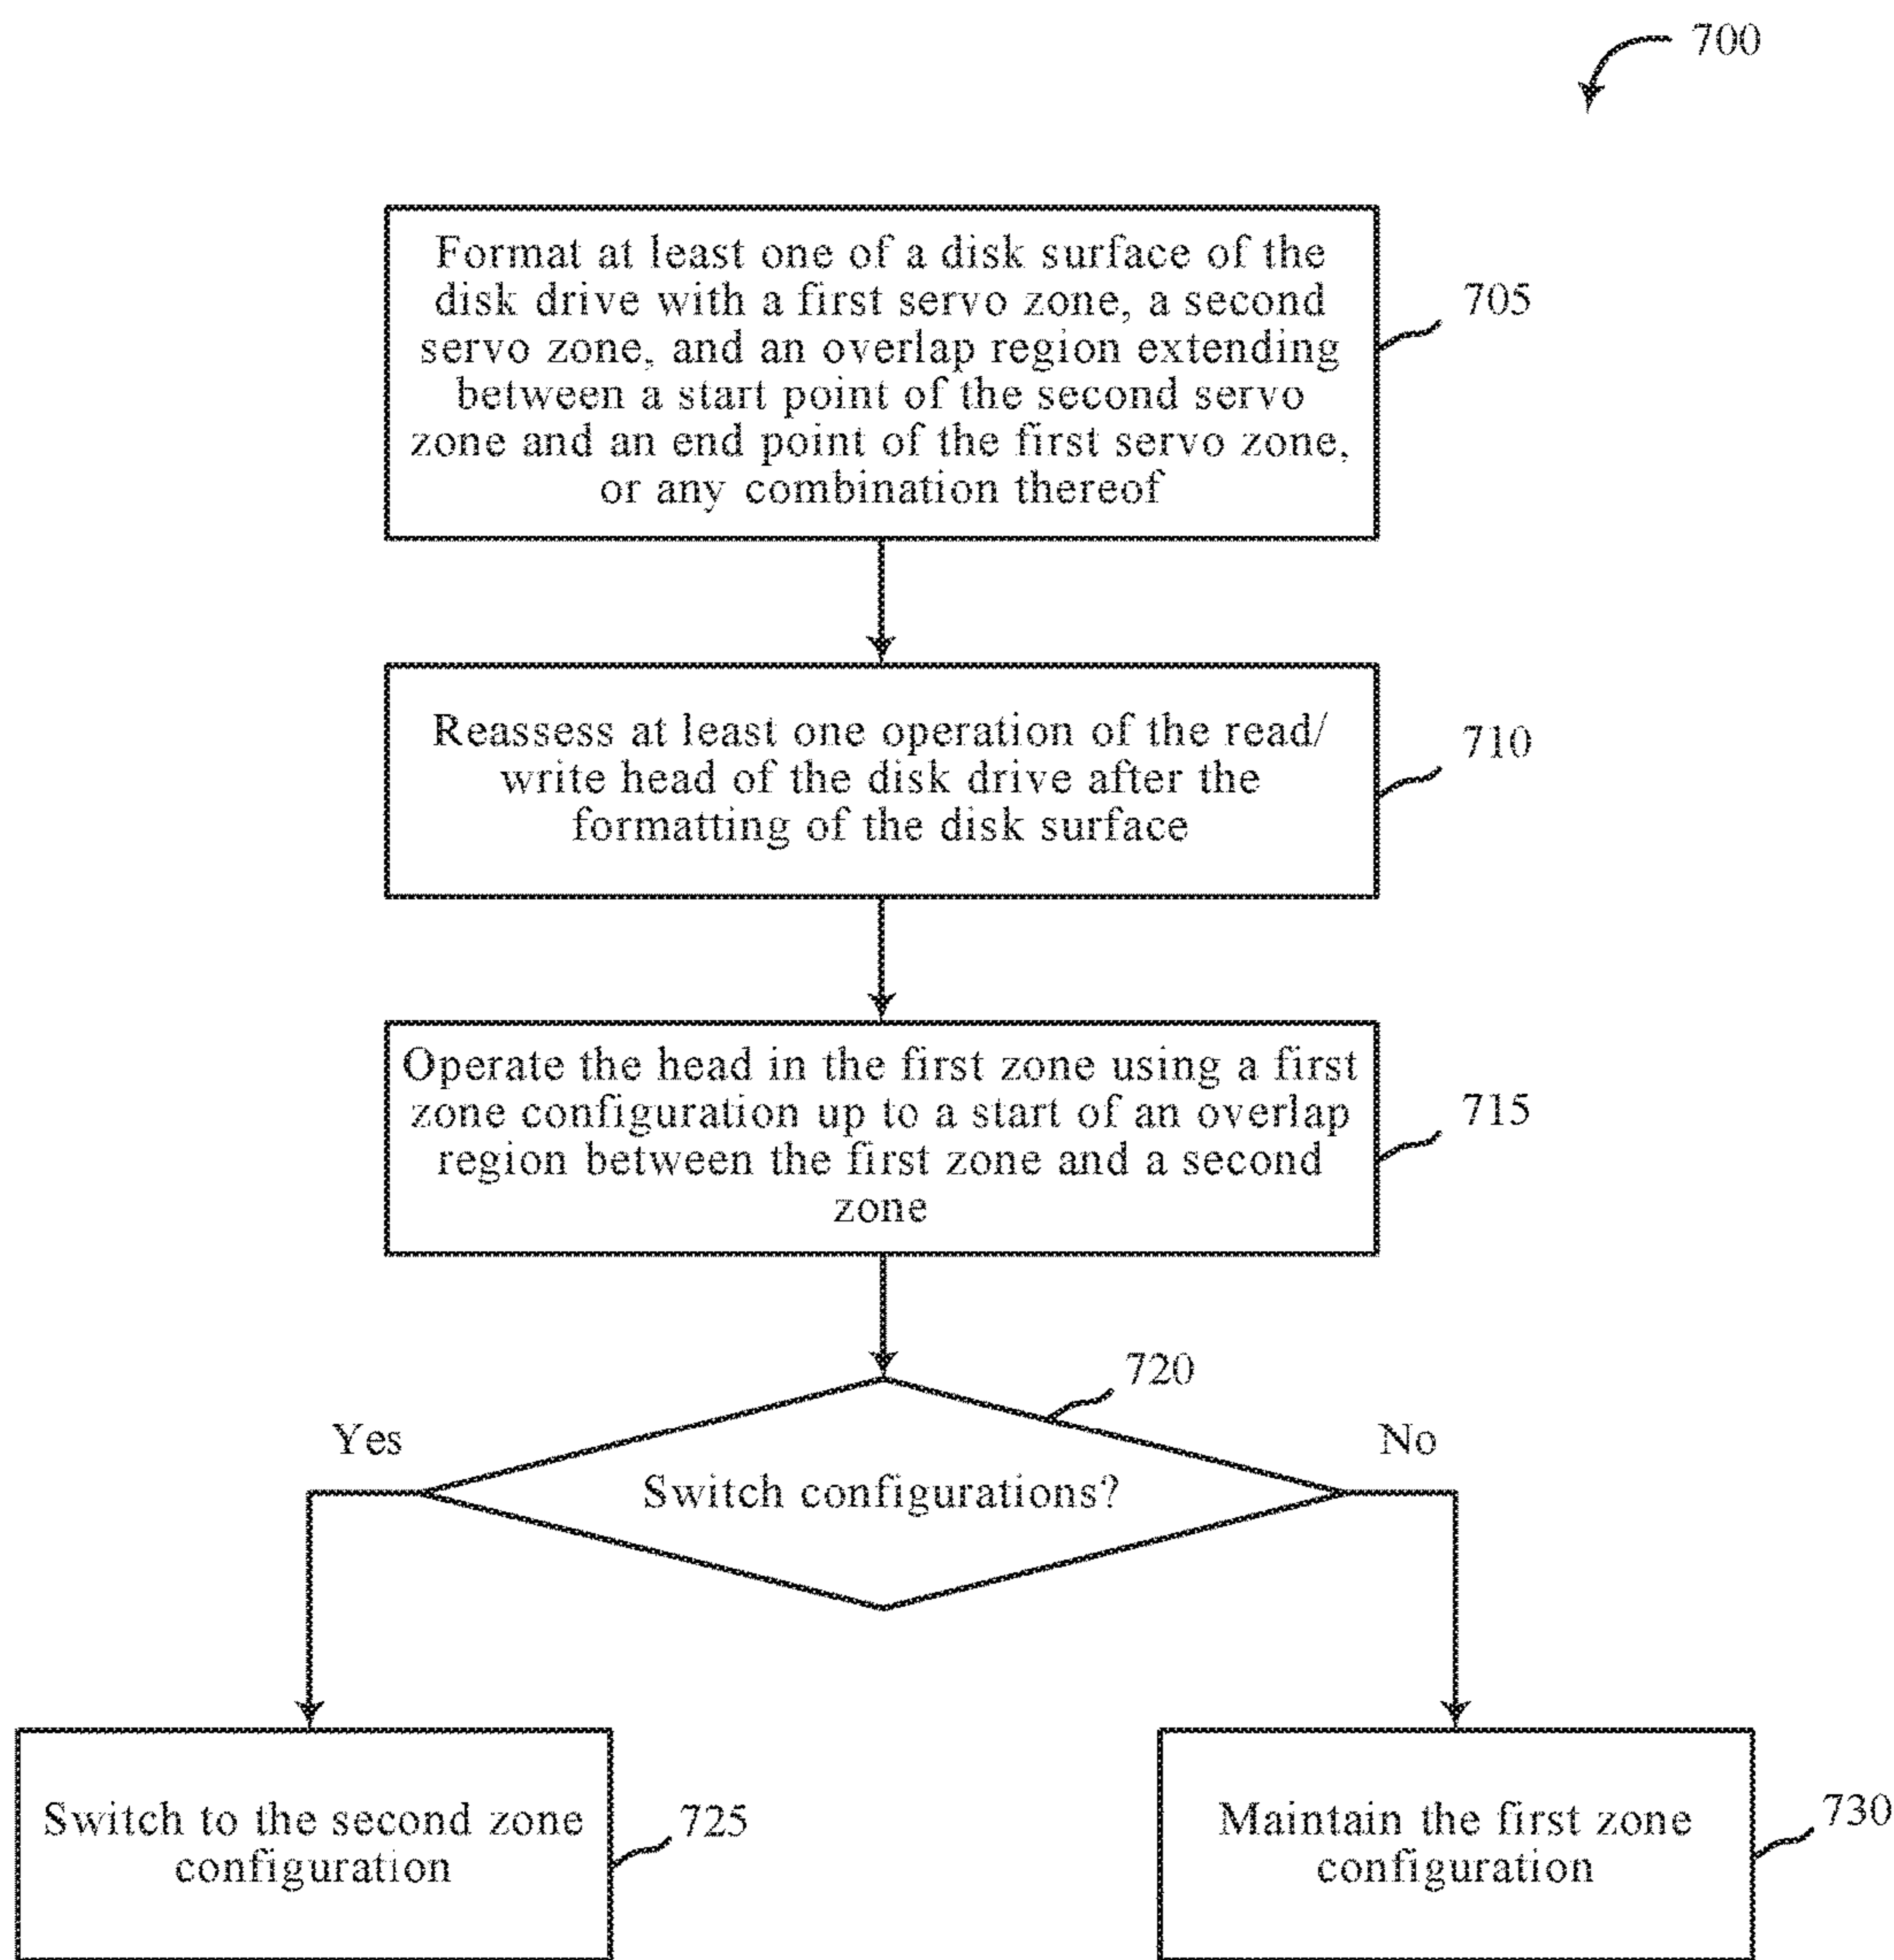 700
Format at least one of a disk surface of the
disk drive with a first servo zone, a second
servo zone, and an overlap region extending
between a start point of the second servo
zone and an end point of the first servo zone,
or any combination thereof
705
Reassess at least one operation of the read/
write head of the disk drive after the
formatting of the disk surface
710
Operate the head in the first zone using a first
zone configuration up to a start of an overlap
region between the first zone and a second
zone
715
720
Yes
No
Switch configurations?
Switch to the second zone
configuration
725
Maintain the first zone
configuration
730